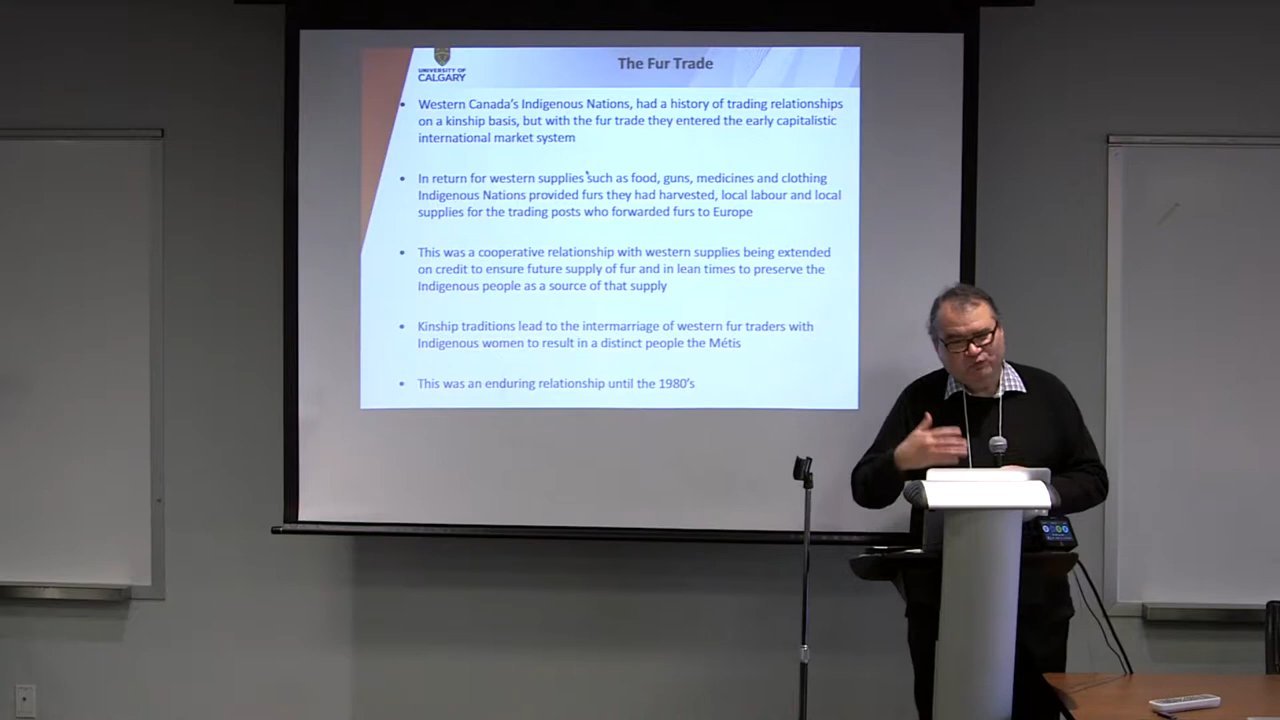 UNIVERSITY OF
CALGARY
The Fur Trade
• Western Canada's Indigenous Nations, had a history of trading relationships
on a kinship basis, but with the fur trade they entered the early capitalistic
international market system
• In return for western supplies such as food, guns, medicines and clothing
Indigenous Nations provided furs they had harvested, local labour and local
supplies for the trading posts who forwarded furs to Europe
• This was a cooperative relationship with western supplies being extended
on credit to ensure future supply of fur and in lean times to preserve the
Indigenous people as a source of that supply
• Kinship traditions lead to the intermarriage of western fur traders with
Indigenous women to result in a distinct people the Métis
• This was an enduring relationship until the 1980's